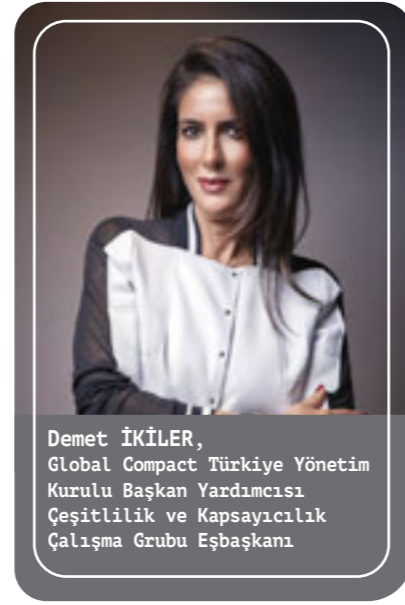 Demet İKİLER,
Global Compact Türkiye Yönetim
Kurulu Başkan Yardımcısı
Çeşitlilik ve Kapsayıcılık
Çalışma Grubu Eşbaşkanı